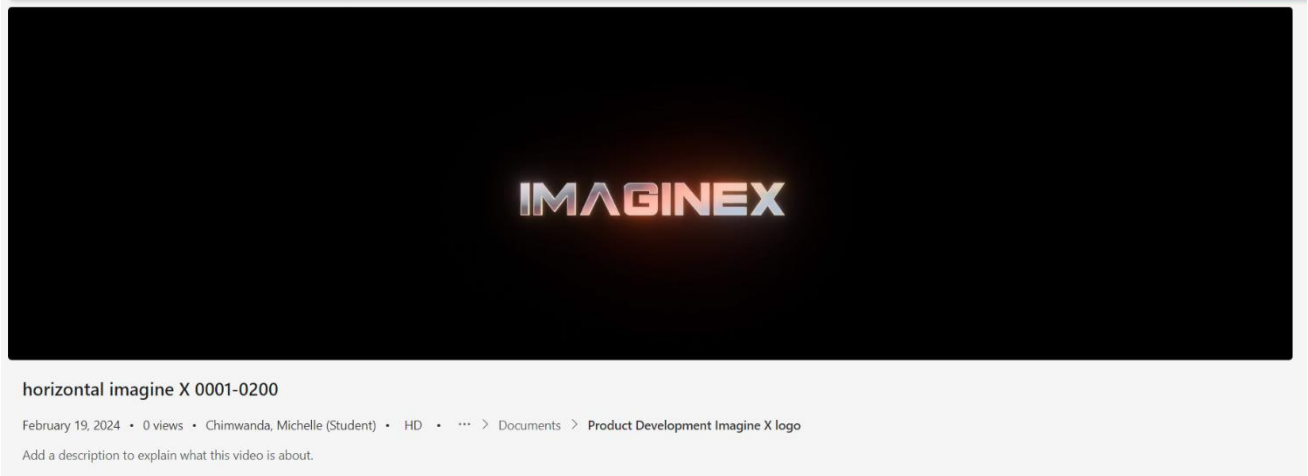 IMAGINEX
horizontal imagine X 0001-0200
February 19, 2024 • 0 views • Chimwanda, Michelle (Student) • HD • ··· > Documents > Product Development Imagine X logo
Add a description to explain what this video is about.